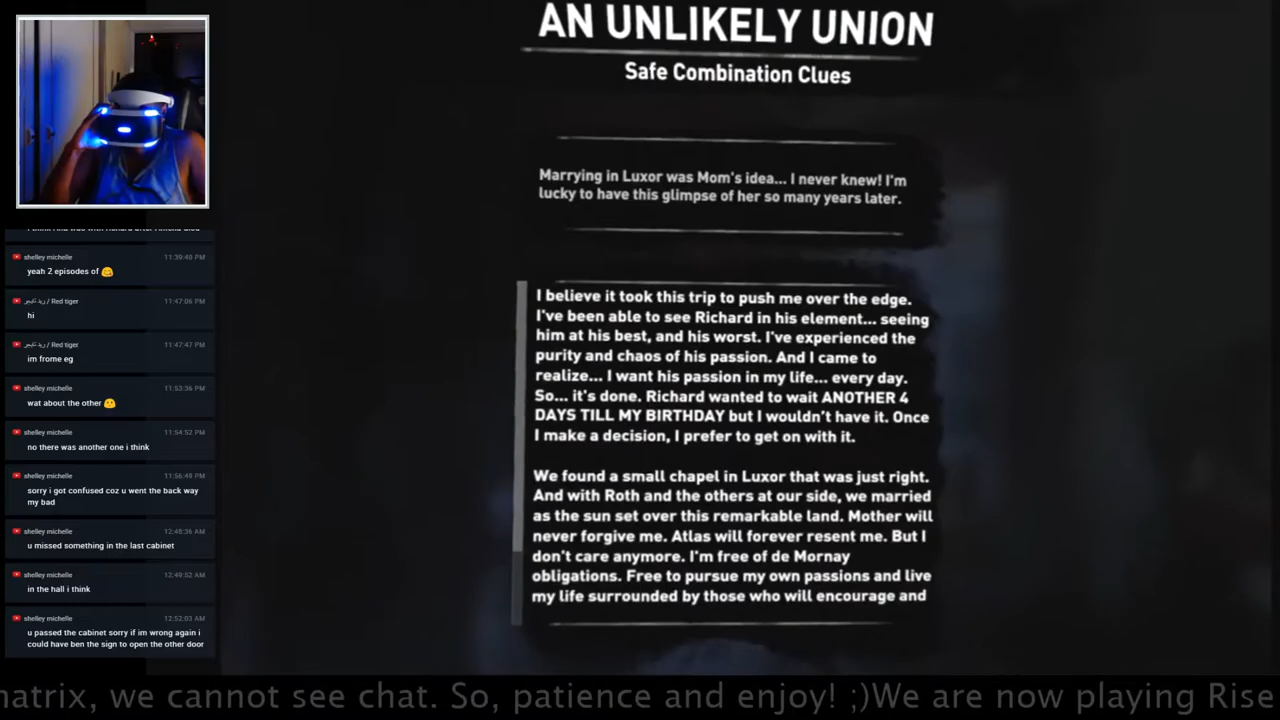 AN UNLIKELY UNION
Safe Combination Clues
Marrying in Luxor was Mom's idea... I never knew! I'm
lucky to have this glimpse of her so many years later.
I believe it took this trip to push me over the edge.
I've been able to see Richard in his element... seeing
him at his best, and his worst. I've experienced the
purity and chaos of his passion. And I came to
realize... I want his passion in my life... every day.
So... it's done. Richard wanted to wait ANOTHER 4
DAYS TILL MY BIRTHDAY but I wouldn't have it. Once
I make a decision, I prefer to get on with it.
We found a small chapel in Luxor that was just right.
And with Roth and the others at our side, we married
as the sun set over this remarkable land. Mother will
never forgive me. Atlas will forever resent me. But I
don't care anymore. I'm free of de Mornay
obligations. Free to pursue my own passions and live
my life surrounded by those who will encourage and
shelley michelle 11:39:40 PM
yeah 2 episodes of 🤗
ريد تايجر / Red tiger 11:47:06 PM
hi
ريد تايجر / Red tiger 11:47:47 PM
im frome eg
shelley michelle 11:53:36 PM
wat about the other 🤭
shelley michelle 11:54:52 PM
no there was another one i think
shelley michelle 11:56:49 PM
sorry i got confused coz u went the back way
my bad
shelley michelle 12:48:36 AM
u missed something in the last cabinet
shelley michelle 12:49:52 AM
in the hall i think
shelley michelle 12:52:03 AM
u passed the cabinet sorry if im wrong again i
could have ben the sign to open the other door
natrix, we cannot see chat. So, patience and enjoy! ;)We are now playing Rise